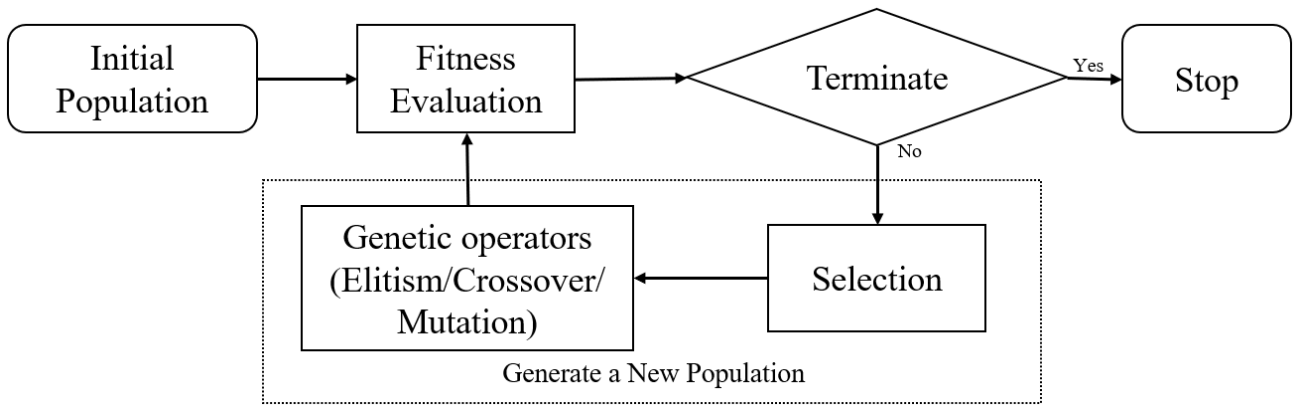 Initial
Population
Fitness
Evaluation
Terminate
Yes
Stop
No
Genetic operators
(Elitism/Crossover/
Mutation)
Selection
Generate a New Population